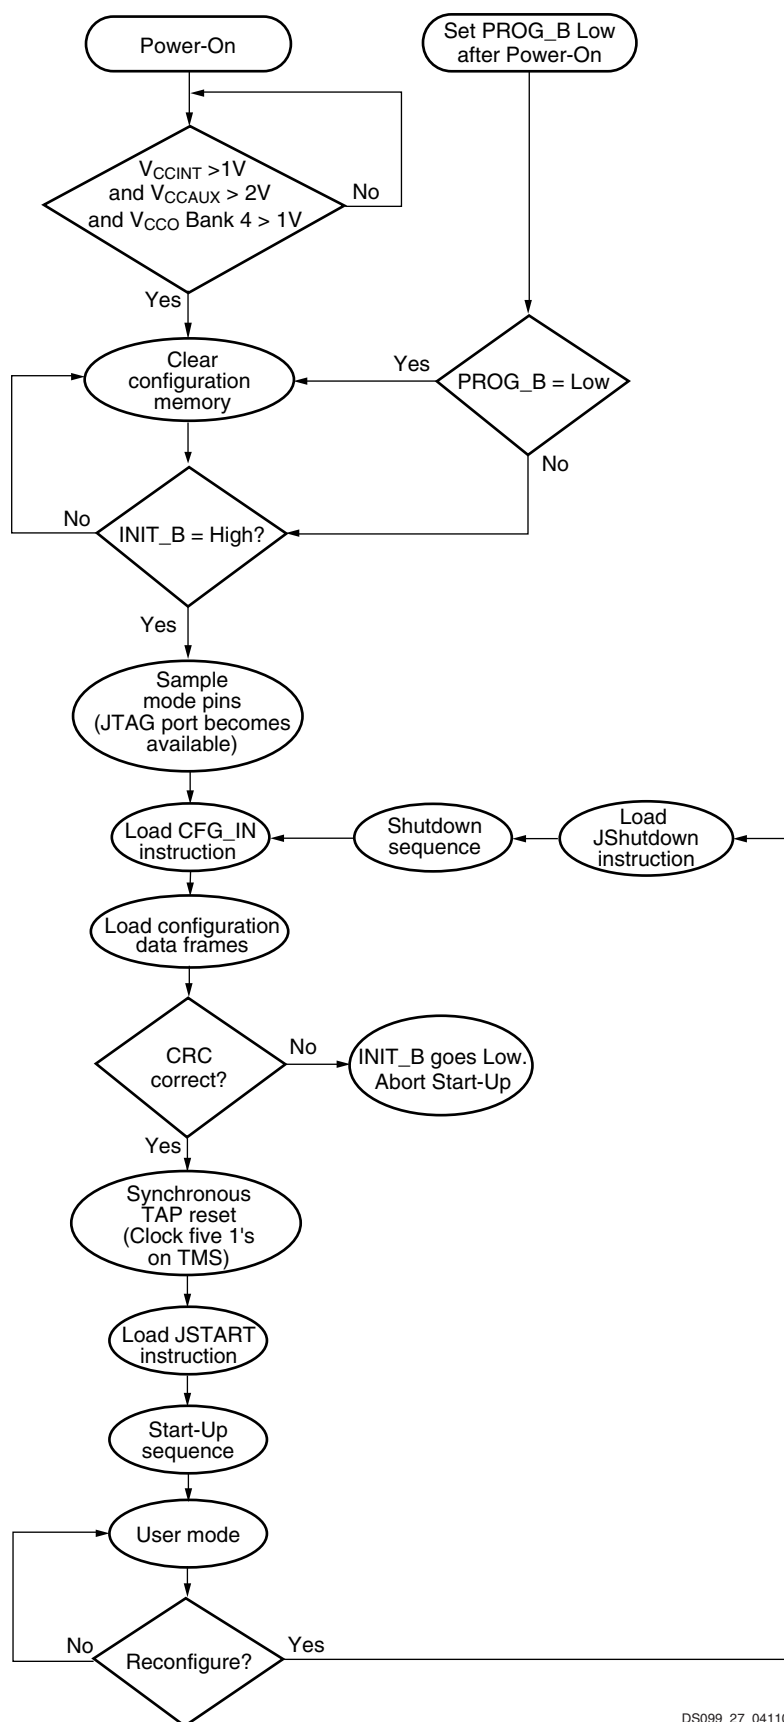 Power-On
Set PROG_B Low
after Power-On
VCCINT >1V
and VCCAUX > 2V
and VCCO Bank 4 > 1V
No
Yes
Clear
configuration
memory
Yes
PROG_B = Low
No
No
INIT_B = High?
Yes
Sample
mode pins
(JTAG port becomes
available)
Load CFG_IN
instruction
Shutdown
sequence
Load
JShutdown
instruction
Load configuration
data frames
CRC
correct?
No
INIT_B goes Low.
Abort Start-Up
Yes
Synchronous
TAP reset
(Clock five 1's
on TMS)
Load JSTART
instruction
Start-Up
sequence
User mode
No
Reconfigure?
Yes
DS099_27_04110